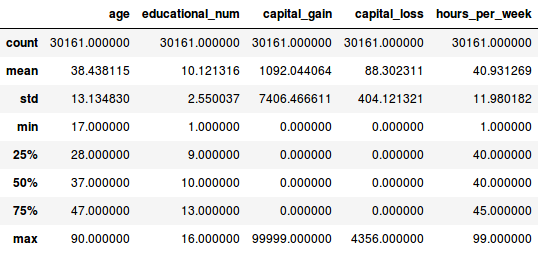 age educational_num capital_gain capital_loss hours_per_week
count 30161.000000 30161.000000 30161.000000 30161.000000 30161.000000
mean 38.438115 10.121316 1092.044064 88.302311 40.931269
std 13.134830 2.550037 7406.466611 404.121321 11.980182
min 17.000000 1.000000 0.000000 0.000000 1.000000
25% 28.000000 9.000000 0.000000 0.000000 40.000000
50% 37.000000 10.000000 0.000000 0.000000 40.000000
75% 47.000000 13.000000 0.000000 0.000000 45.000000
max 90.000000 16.000000 99999.000000 4356.000000 99.000000